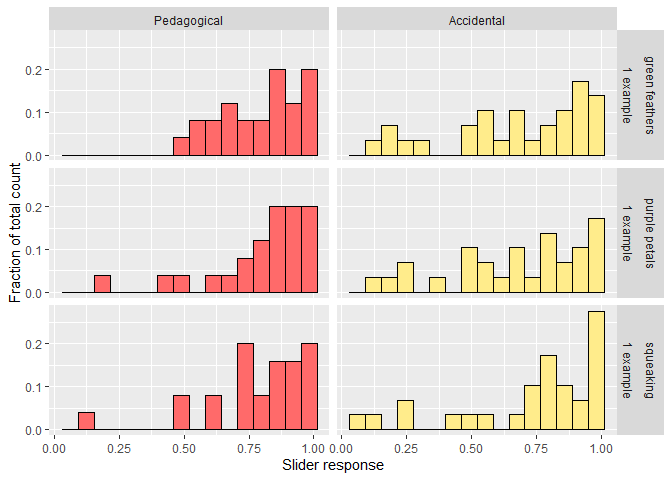 Pedagogical
Accidental
0.2
0.1
0.0
green feathers
1 example
0.2
0.1
0.0
purple petals
1 example
0.2
0.1
0.0
squeaking
1 example
Fraction of total count
0.00
0.25
0.50
0.75
1.00
0.00
0.25
0.50
0.75
1.00
Slider response